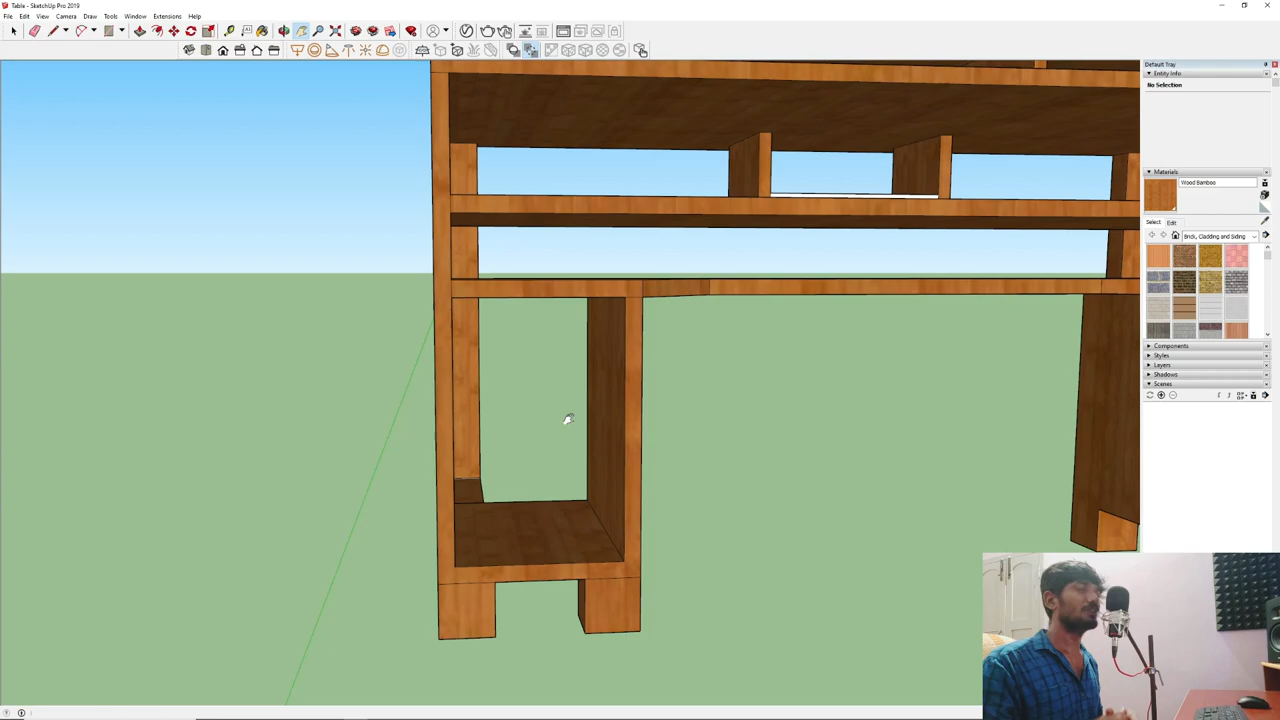 Table - SketchUp Pro 2019
File Edit View Camera Draw Tools Window Extensions Help
Default Tray
Entity Info
No Selection
Materials
Wood Bamboo
Select Edit
Brick, Cladding and Siding
Components
Styles
Layers
Shadows
Scenes